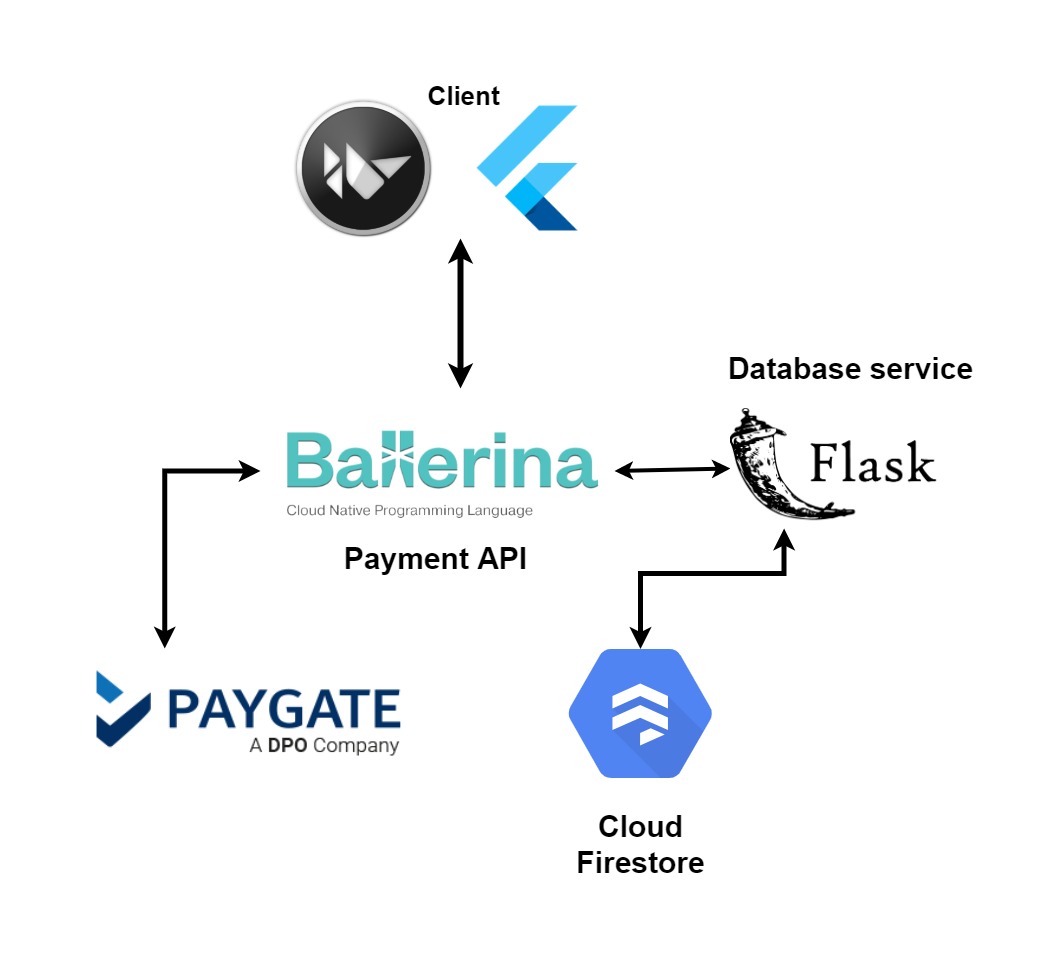 Client
Database service
Ballerina
Cloud Native Programming Language
Flask
Payment API
PAYGATE
A DPO Company
Cloud
Firestore